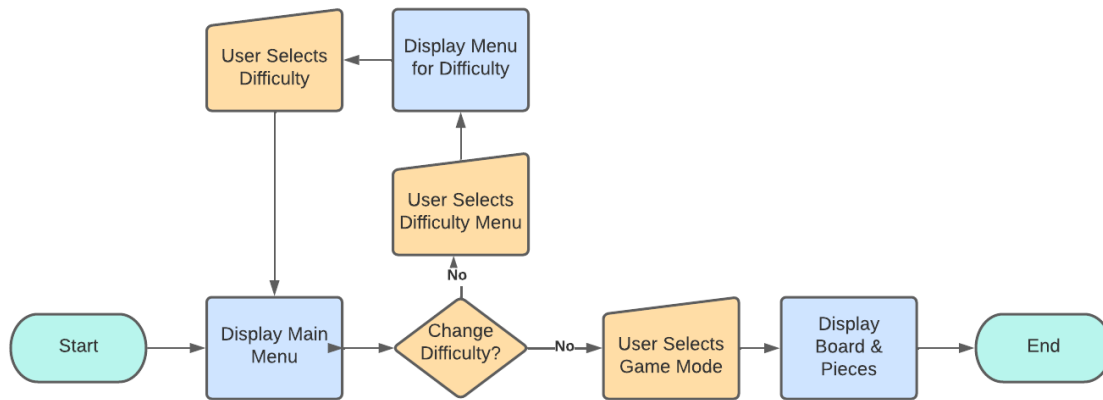 User Selects
Difficulty
Display Menu
for Difficulty
User Selects
Difficulty Menu
No
Start
Display Main
Menu
Change
Difficulty?
No
User Selects
Game Mode
Display
Board &
Pieces
End